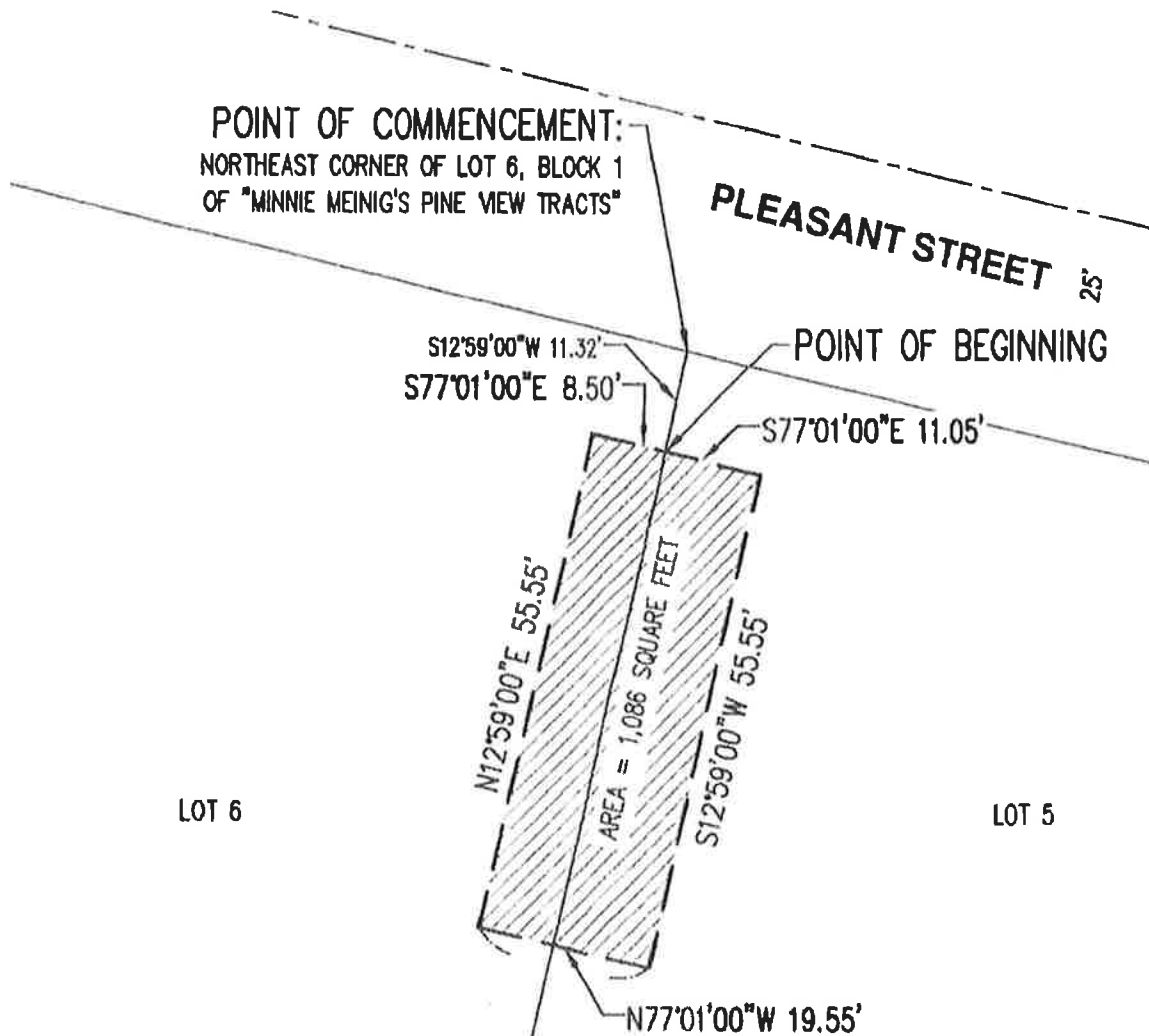 POINT OF COMMENCEMENT:
NORTHEAST CORNER OF LOT 6, BLOCK 1
OF "MINNIE MEINIG'S PINE VIEW TRACTS"
PLEASANT STREET
25'
S12°59'00"W 11.32'
POINT OF BEGINNING
S77°01'00"E 8.50'
S77°01'00"E 11.05'
N12°59'00"E 55.55'
AREA = 1,086 SQUARE FEET
S12°59'00"W 55.55'
LOT 6
LOT 5
N77°01'00"W 19.55'